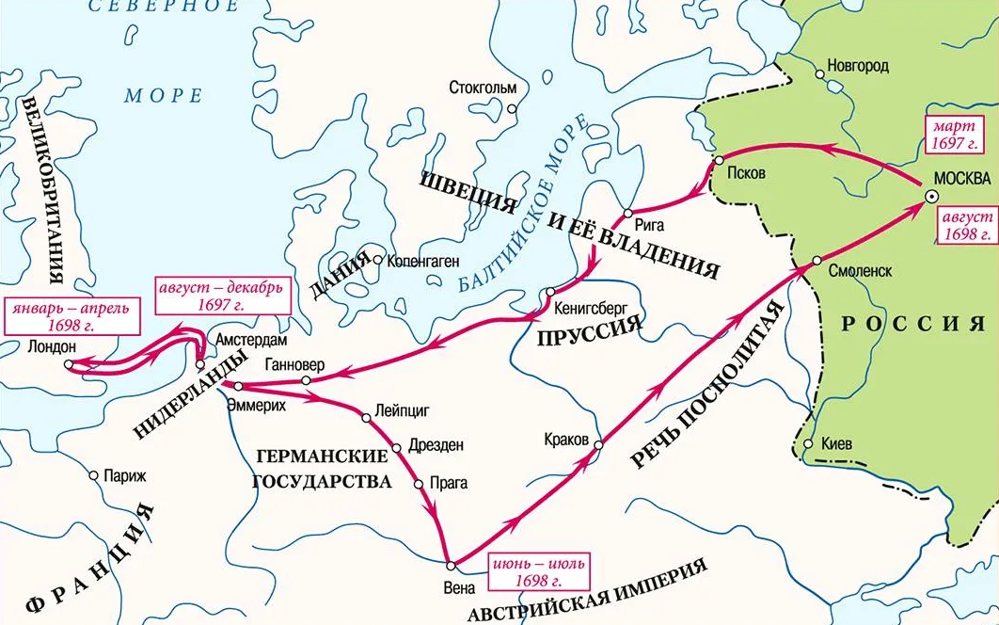 СЕВЕРНОЕ
МОРЕ
Новгород
Стокгольм
март
1697 г.
ВЕЛИКОБРИТАНИЯ
Псков
МОСКВА
ШВЕЦИЯ И ЕЁ ВЛАДЕНИЯ
БАЛТИЙСКОЕ МОРЕ
Рига
август
1698 г.
ДАНИЯ
Копенгаген
Смоленск
август – декабрь
1697 г.
январь – апрель
1698 г.
Кенигсберг
ПРУССИЯ
РОССИЯ
Лондон
Амстердам
Ганновер
НИДЕРЛАНДЫ
Эммерих
Лейпциг
РЕЧЬ ПОСПОЛИТАЯ
Краков
Киев
Дрезден
ГЕРМАНСКИЕ
ГОСУДАРСТВА
Париж
Прага
ФРАНЦИЯ
Вена
июнь – июль
1698 г.
АВСТРИЙСКАЯ ИМПЕРИЯ